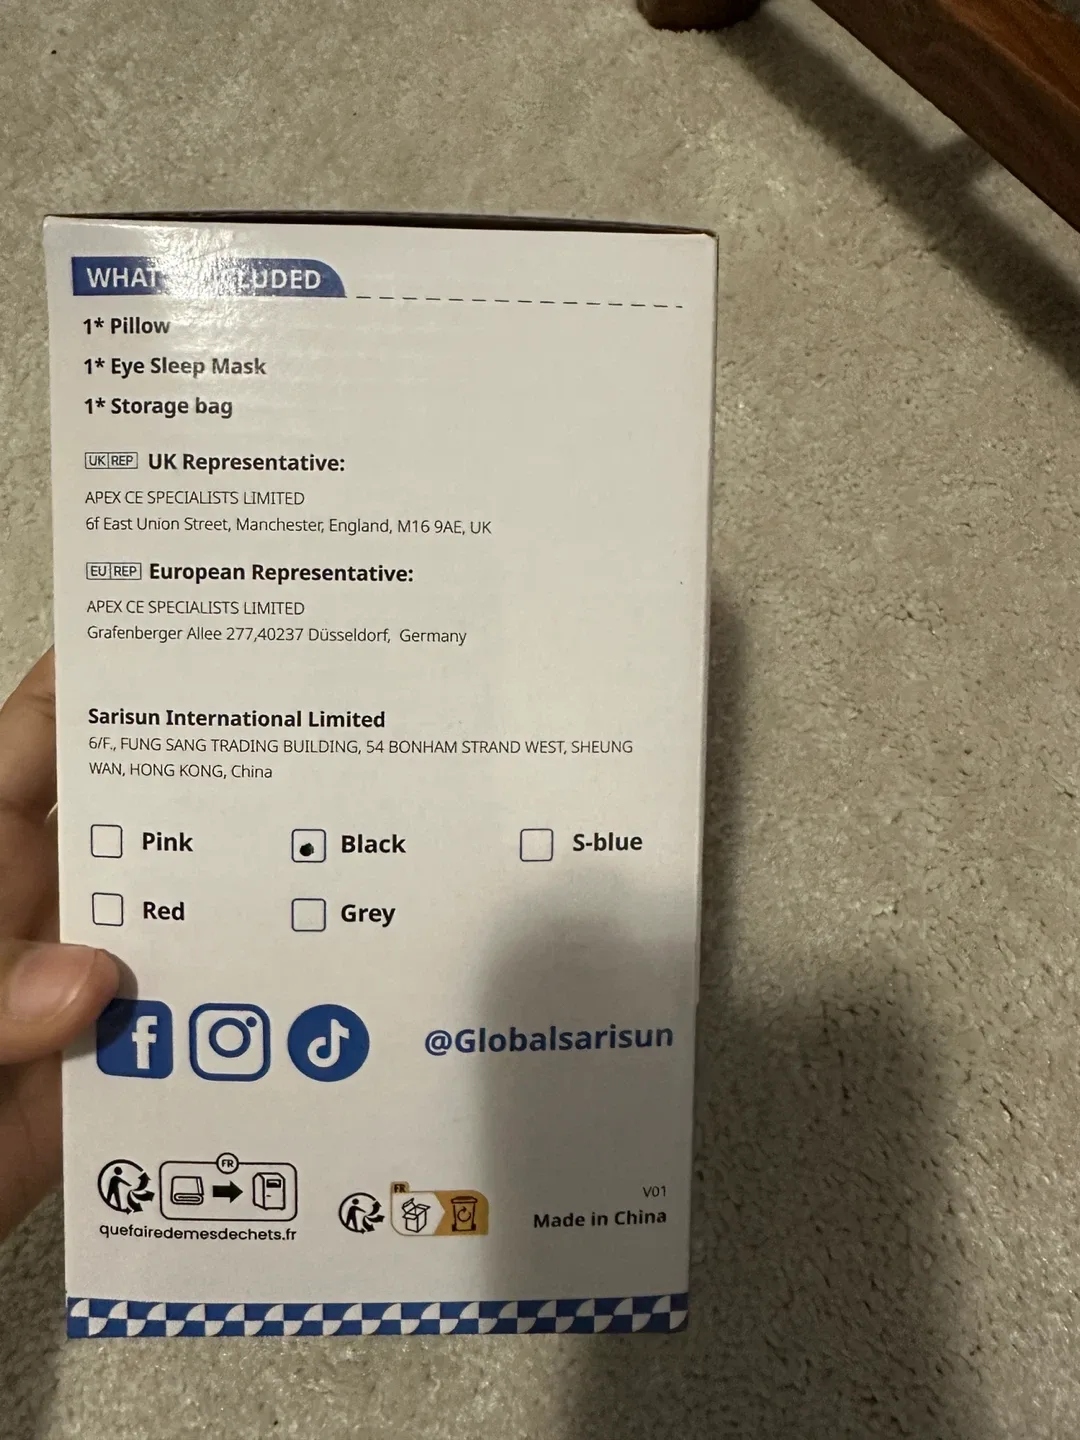 WHAT LUDED
1* Pillow
1* Eye Sleep Mask
1* Storage bag
UK REP UK Representative:
APEX CE SPECIALISTS LIMITED
6f East Union Street, Manchester, England, M16 9AE, UK
EU REP European Representative:
APEX CE SPECIALISTS LIMITED
Grafenberger Allee 277,40237 Düsseldorf, Germany
Sarisun International Limited
6/F., FUNG SANG TRADING BUILDING, 54 BONHAM STRAND WEST, SHEUNG
WAN, HONG KONG, China
Pink Black S-blue
Red Grey
@Globalsarisun
FR
quefairedemesdechets.fr
FR
V01
Made in China